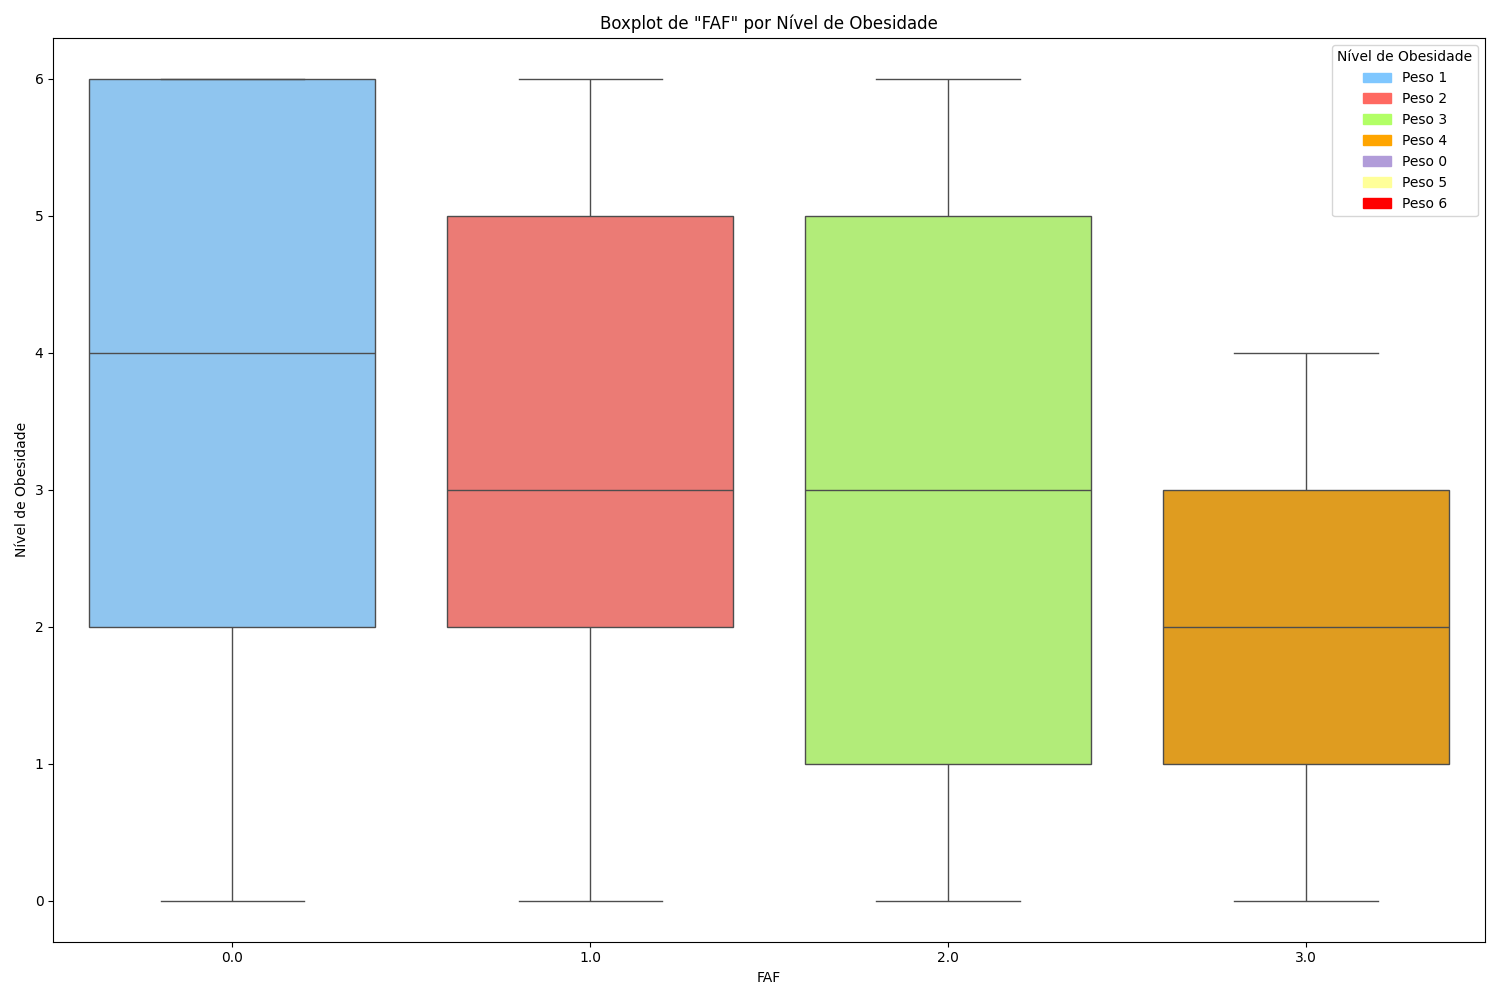 Boxplot de "FAF" por Nível de Obesidade
Nível de Obesidade
Peso 1
Peso 2
Peso 3
Peso 4
Peso 0
Peso 5
Peso 6
Nível de Obesidade
6
5
4
3
2
1
0
0.0 1.0 2.0 3.0
FAF